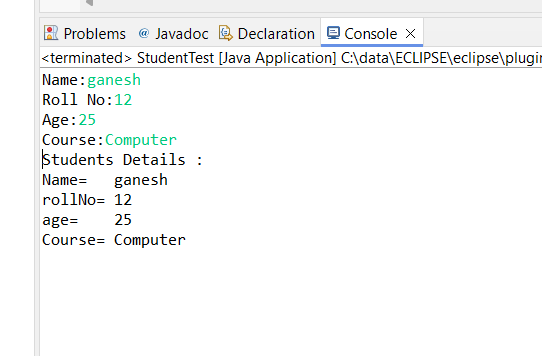 Problems @ Javadoc Declaration Console
<terminated> StudentTest [Java Application] C:\data\ECLIPSE\eclipse\plugin
Name:ganesh
Roll No:12
Age:25
Course:Computer
Students Details :
Name=   ganesh
rollNo= 12
age=    25
Course= Computer